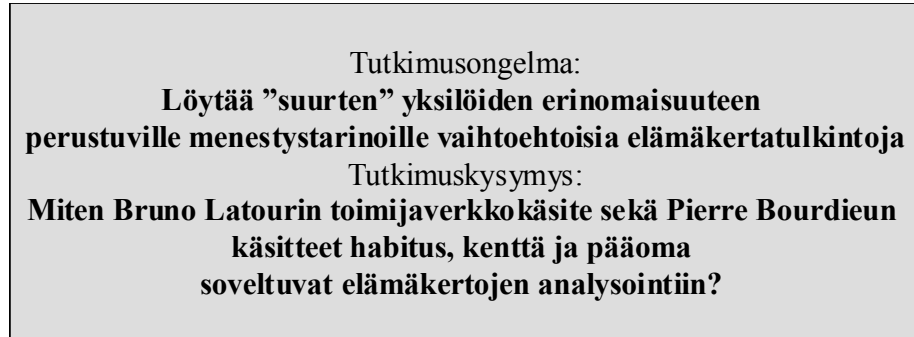 Tutkimusongelma:
Löytää ”suurten” yksilöiden erinomaisuuteen
perustuville menestystarinoille vaihtoehtoisia elämäkertatulkintoja
Tutkimuskysymys:
Miten Bruno Latourin toimijaverkkokäsite sekä Pierre Bourdieun
käsitteet habitus, kenttä ja pääoma
soveltuvat elämäkertojen analysointiin?